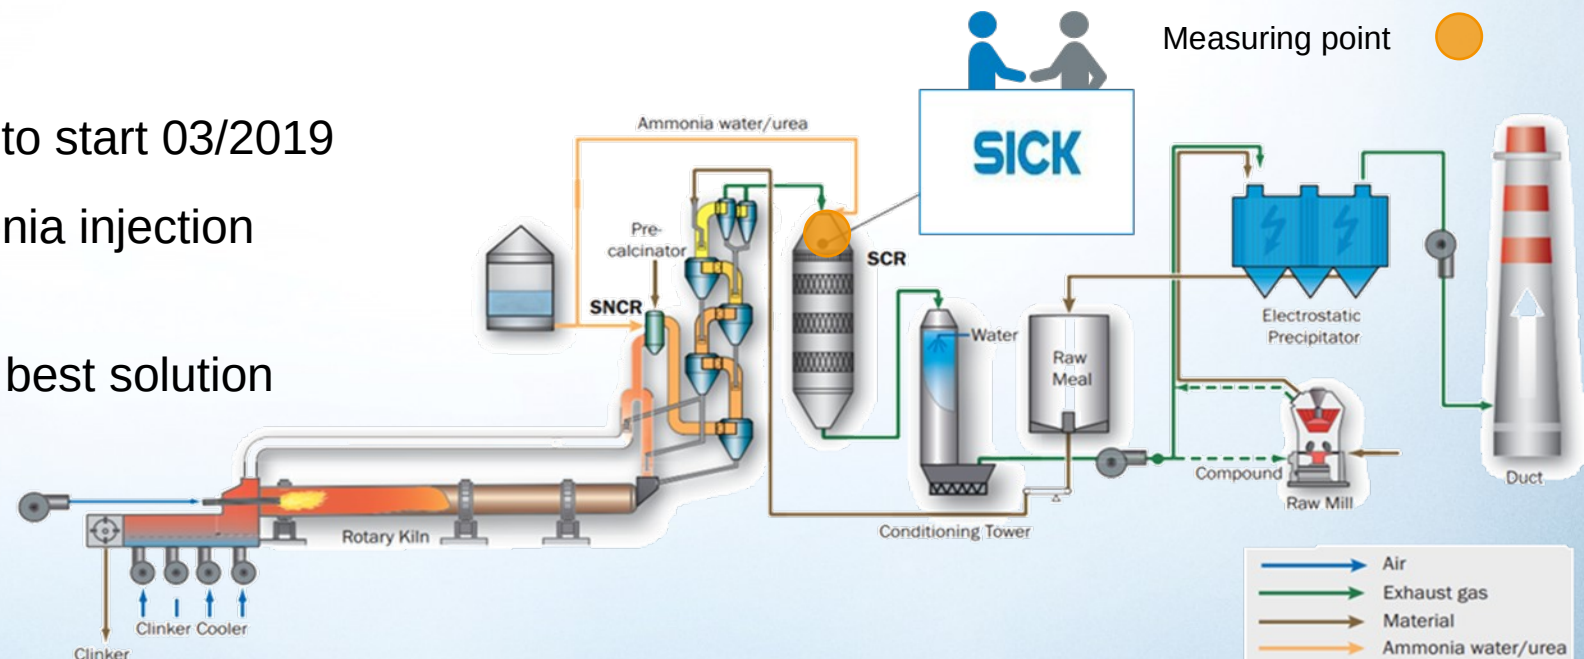 Measuring point
to start 03/2019
nia injection
best solution
Ammonia water/urea
SICK
Pre-
calcinator
SNCR
SCR
Water
Raw
Meal
Electrostatic
Precipitator
Compound
Raw Mill
Duct
Rotary Kiln
Conditioning Tower
Clinker Cooler
Clinker
Air
Exhaust gas
Material
Ammonia water/urea